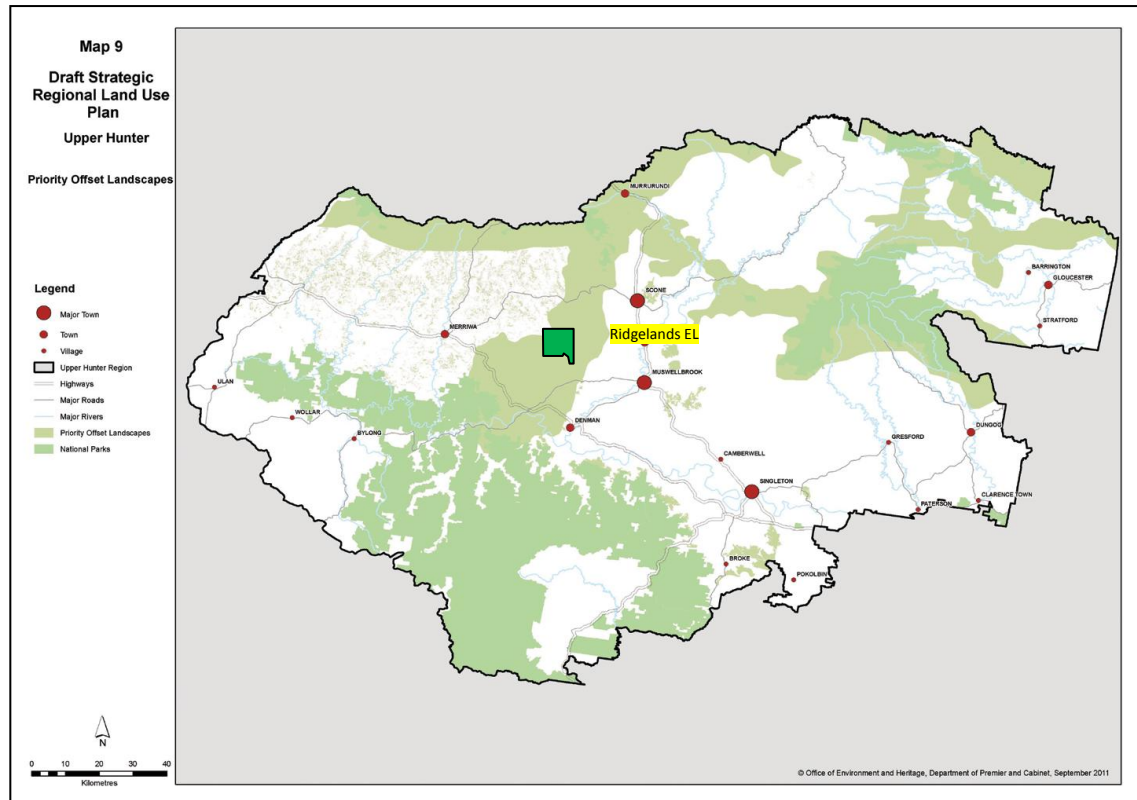 Map 9
Draft Strategic
Regional Land Use
Plan
Upper Hunter
Priority Offset Landscapes
Legend
Major Town
Town
Village
Upper Hunter Region
Highways
Major Roads
Major Rivers
Priority Offset Landscapes
National Parks
N
0 10 20 30 40
Kilometres
MURRURUNDI
BARRINGTON
GLOUCESTER
SCONE
STRATFORD
MERRIWA
Ridgelands EL
MUSWELLBROOK
ULAN
WOLLAR
BYLONG
DENMAN
DUNGOG
GRESFORD
CAMBERWELL
SINGLETON
CLARENCE TOWN
PATERSON
BROKE
POKOLBIN
© Office of Environment and Heritage, Department of Premier and Cabinet, September 2011